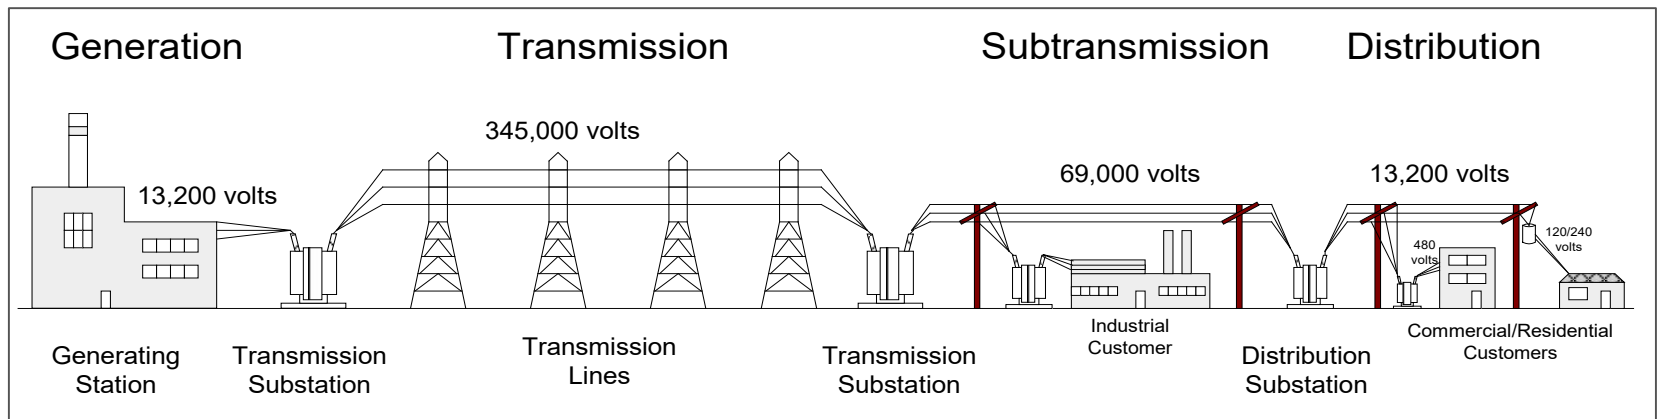 Generation
Transmission
Subtransmission
Distribution
345,000 volts
13,200 volts
69,000 volts
13,200 volts
480
volts
120/240
volts
Generating
Station
Transmission
Substation
Transmission
Lines
Transmission
Substation
Industrial
Customer
Distribution
Substation
Commercial/Residential
Customers